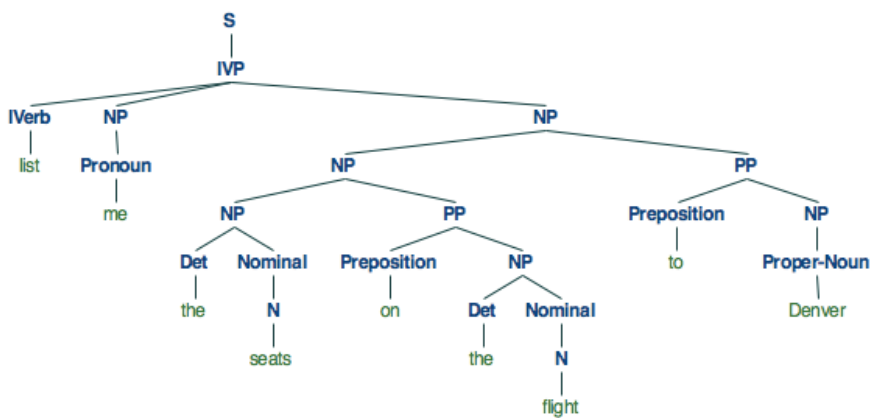 S
IVP
IVerb NP NP
list Pronoun NP PP
me NP PP Preposition NP
Det Nominal Preposition NP to Proper-Noun
the N on Det Nominal Denver
seats the N
flight